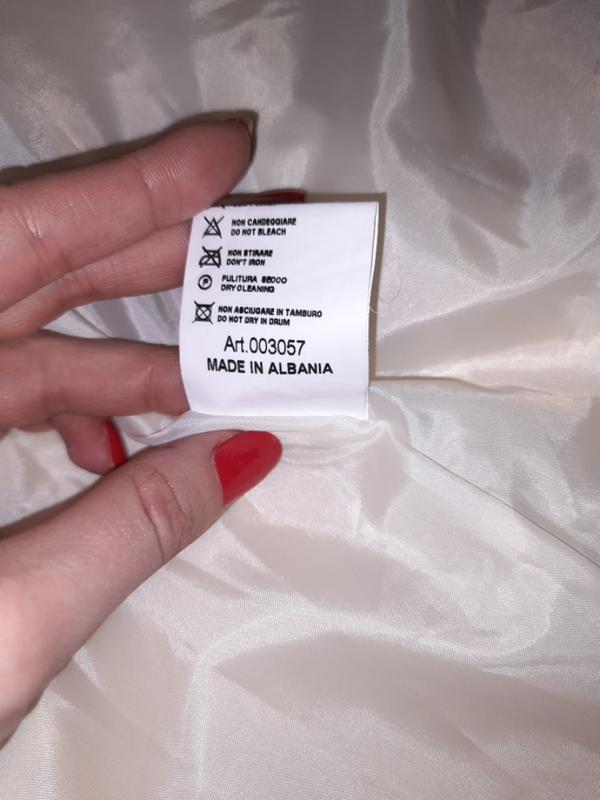 NON CANDEGGIARE
DO NOT BLEACH
NON STIRARE
DON'T IRON
P
PULITURA SECCO
DRY CLEANING
NON ASCIUGARE IN TAMBURO
DO NOT DRY IN DRUM
Art.003057
MADE IN ALBANIA